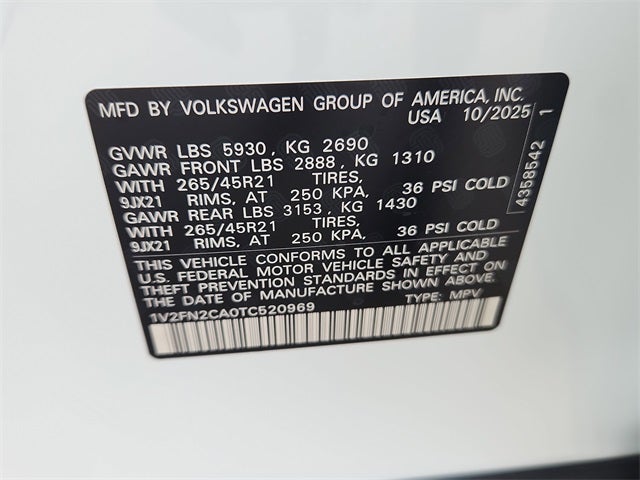 MFD BY VOLKSWAGEN GROUP OF AMERICA, INC.
USA 10/2025
GVWR LBS 5930, KG 2690
GAWR FRONT LBS 2888, KG 1310
WITH 265/45R21 TIRES,
9JX21 RIMS, AT 250 KPA, 36 PSI COLD
GAWR REAR LBS 3153, KG 1430
WITH 265/45R21 TIRES,
9JX21 RIMS, AT 250 KPA, 36 PSI COLD
THIS VEHICLE CONFORMS TO ALL APPLICABLE
U.S. FEDERAL MOTOR VEHICLE SAFETY AND
THEFT PREVENTION STANDARDS IN EFFECT ON
THE DATE OF MANUFACTURE SHOWN ABOVE.
1V2FN2CA0TC520969 TYPE: MPV
4358542 1